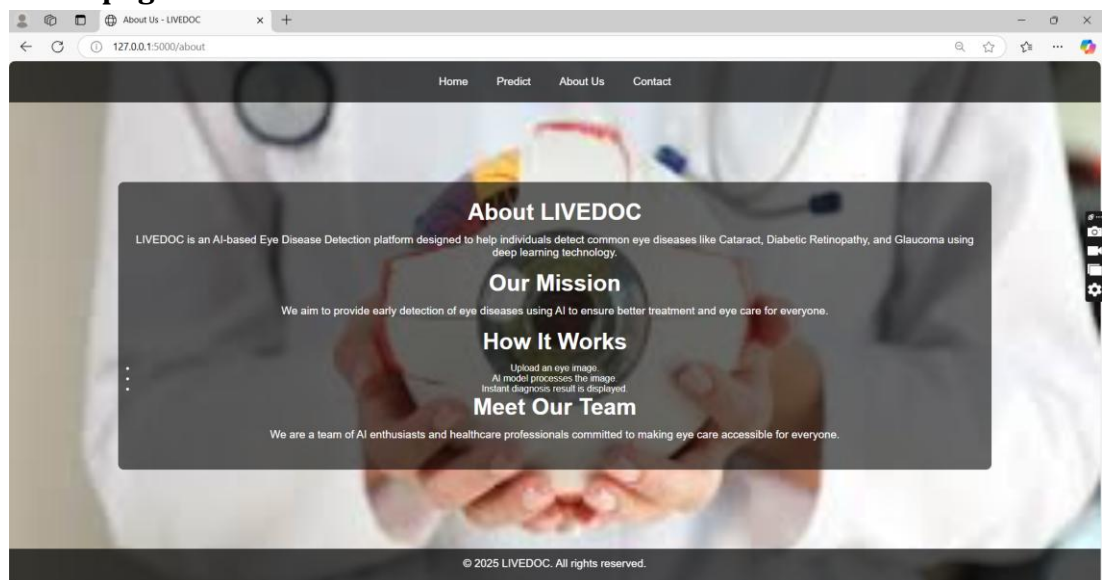 About Us - LIVEDOC
127.0.0.1:5000/about
Home Predict About Us Contact
About LIVEDOC
LIVEDOC is an AI-based Eye Disease Detection platform designed to help individuals detect common eye diseases like Cataract, Diabetic Retinopathy, and Glaucoma using
deep learning technology.
Our Mission
We aim to provide early detection of eye diseases using AI to ensure better treatment and eye care for everyone.
How It Works
Upload an eye image.
AI model processes the image.
Instant diagnosis result is displayed.
Meet Our Team
We are a team of AI enthusiasts and healthcare professionals committed to making eye care accessible for everyone.
© 2025 LIVEDOC. All rights reserved.